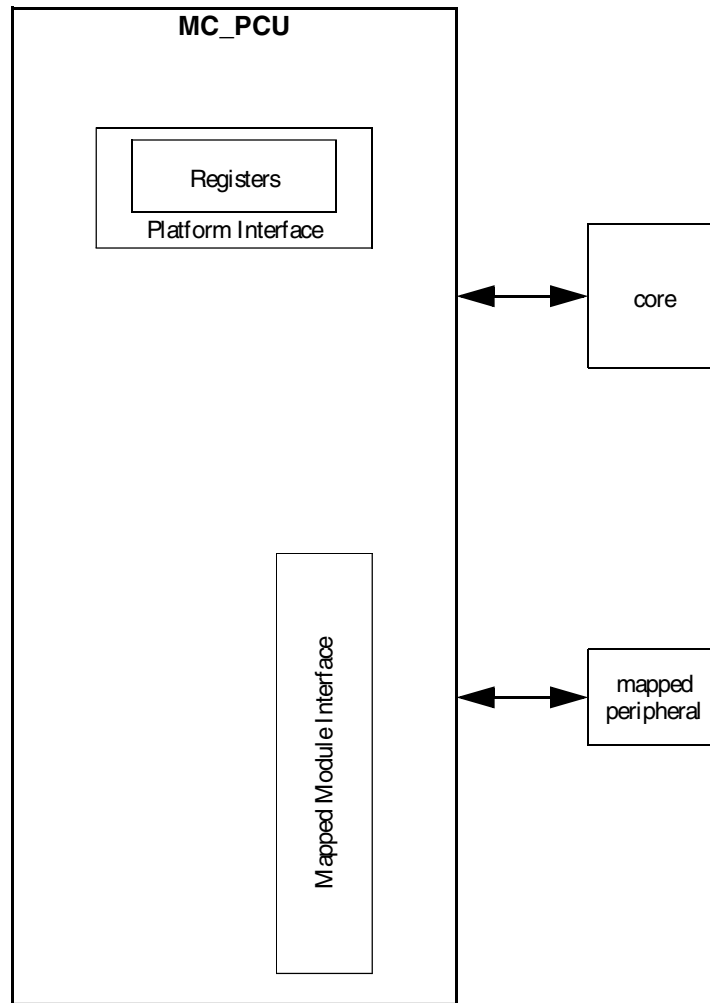 MC_PCU
Registers
Platform Interface
core
Mapped Module Interface
mapped
peripheral